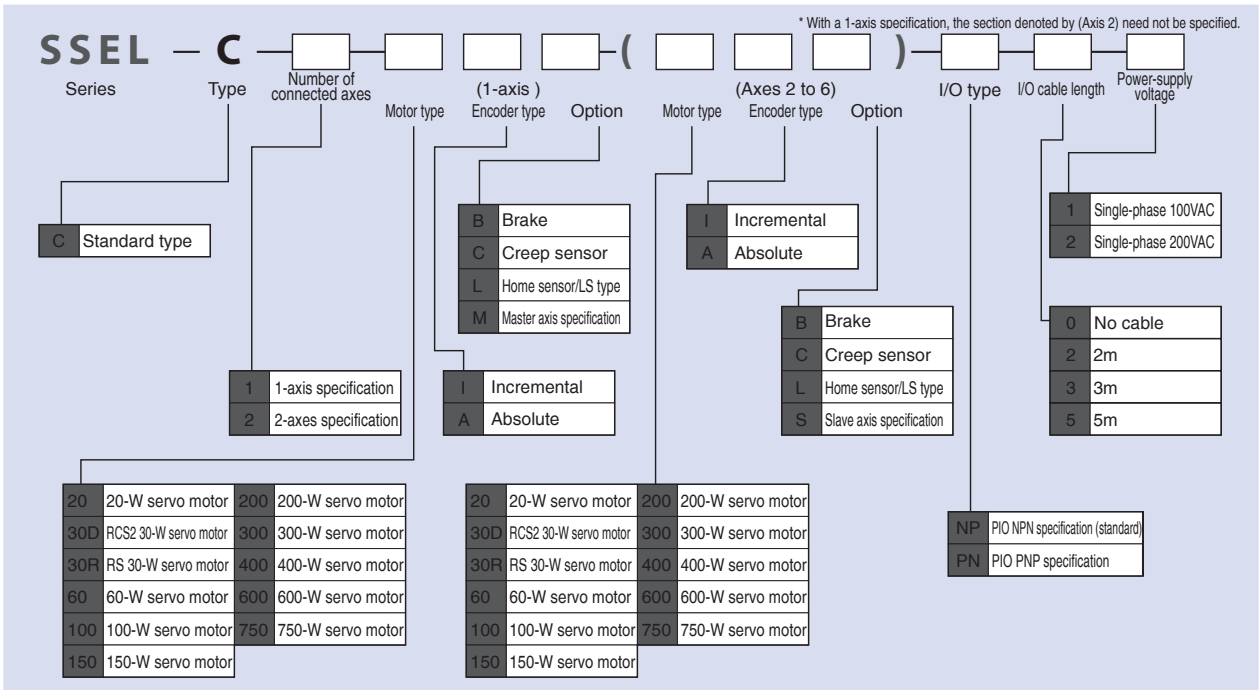 * With a 1-axis specification, the section denoted by (Axis 2) need not be specified.
SSEL — C — ( ) —
Series
Type
Number of
connected axes
(1-axis )
Motor type
Encoder type
Option
(Axes 2 to 6)
Motor type
Encoder type
Option
I/O type
I/O cable length
Power-supply
voltage
C Standard type
1 1-axis specification
2 2-axes specification
B Brake
C Creep sensor
L Home sensor/LS type
M Master axis specification
I Incremental
A Absolute
I Incremental
A Absolute
B Brake
C Creep sensor
L Home sensor/LS type
S Slave axis specification
1 Single-phase 100VAC
2 Single-phase 200VAC
0 No cable
2 2m
3 3m
5 5m
20 20-W servo motor 200 200-W servo motor
30D RCS2 30-W servo motor 300 300-W servo motor
30R RS 30-W servo motor 400 400-W servo motor
60 60-W servo motor 600 600-W servo motor
100 100-W servo motor 750 750-W servo motor
150 150-W servo motor
20 20-W servo motor 200 200-W servo motor
30D RCS2 30-W servo motor 300 300-W servo motor
30R RS 30-W servo motor 400 400-W servo motor
60 60-W servo motor 600 600-W servo motor
100 100-W servo motor 750 750-W servo motor
150 150-W servo motor
NP PIO NPN specification (standard)
PN PIO PNP specification